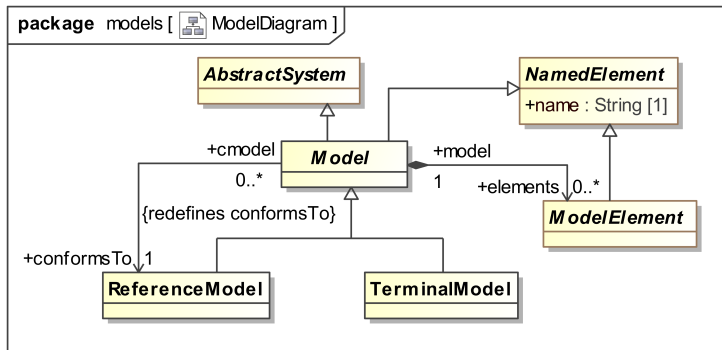 package models [ ModelDiagram ]
AbstractSystem
NamedElement
+name : String [1]
+cmodel
Model
+model
0..*
1
+elements 0..*
{redefines conformsTo}
ModelElement
+conformsTo 1
ReferenceModel
TerminalModel